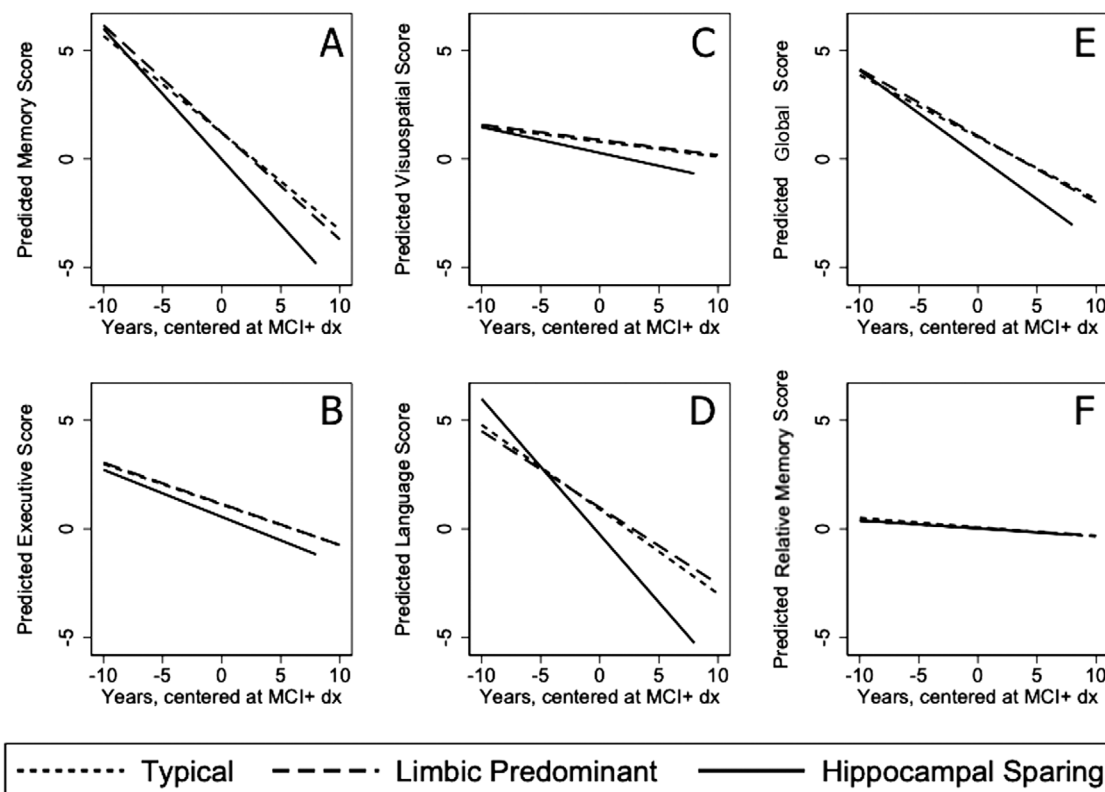 A
Predicted Memory Score
5
0
-5
-10 -5 0 5 10
Years, centered at MCI+ dx
C
Predicted Visuospatial Score
5
0
-5
-10 -5 0 5 10
Years, centered at MCI+ dx
E
Predicted Global Score
5
0
-5
-10 -5 0 5 10
Years, centered at MCI+ dx
B
Predicted Executive Score
5
0
-5
-10 -5 0 5 10
Years, centered at MCI+ dx
D
Predicted Language Score
5
0
-5
-10 -5 0 5 10
Years, centered at MCI+ dx
F
Predicted Relative Memory Score
5
0
-5
-10 -5 0 5 10
Years, centered at MCI+ dx
Typical Limbic Predominant Hippocampal Sparing